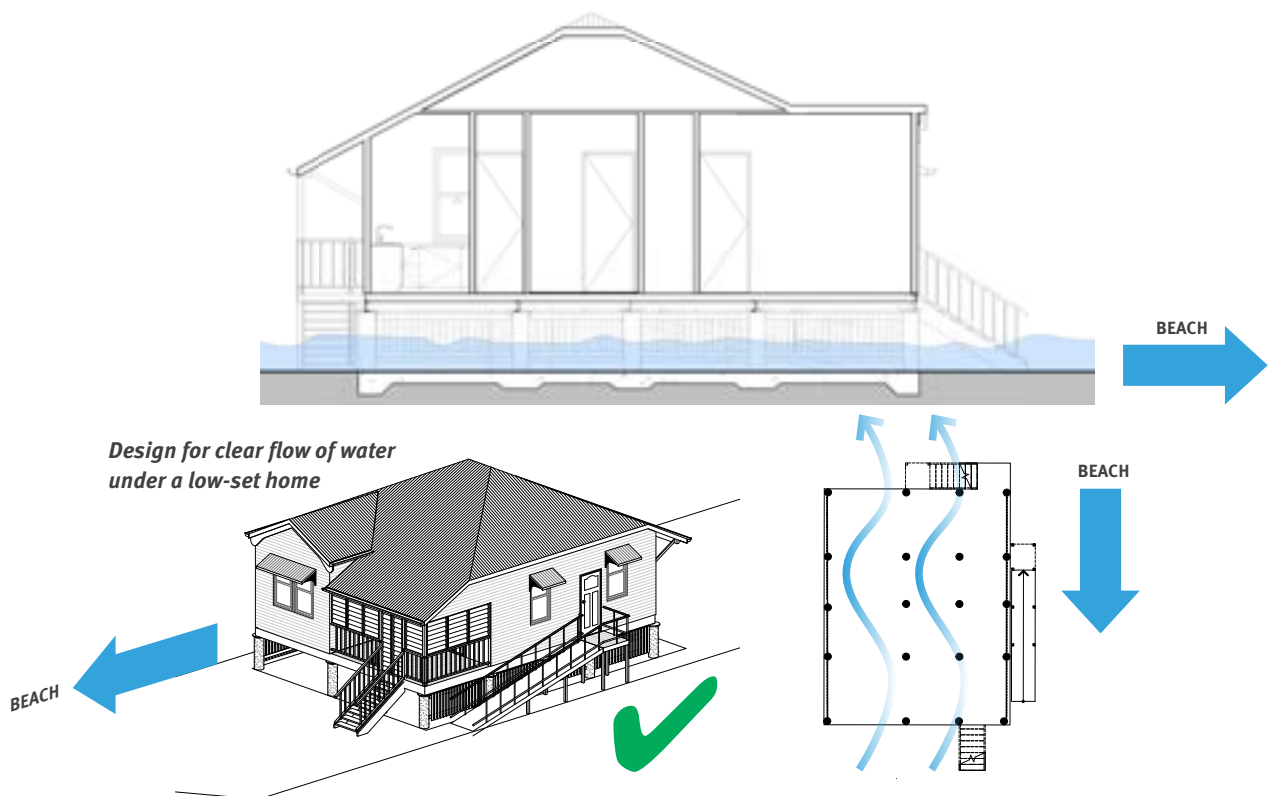 BEACH
Design for clear flow of water
under a low-set home
BEACH
BEACH